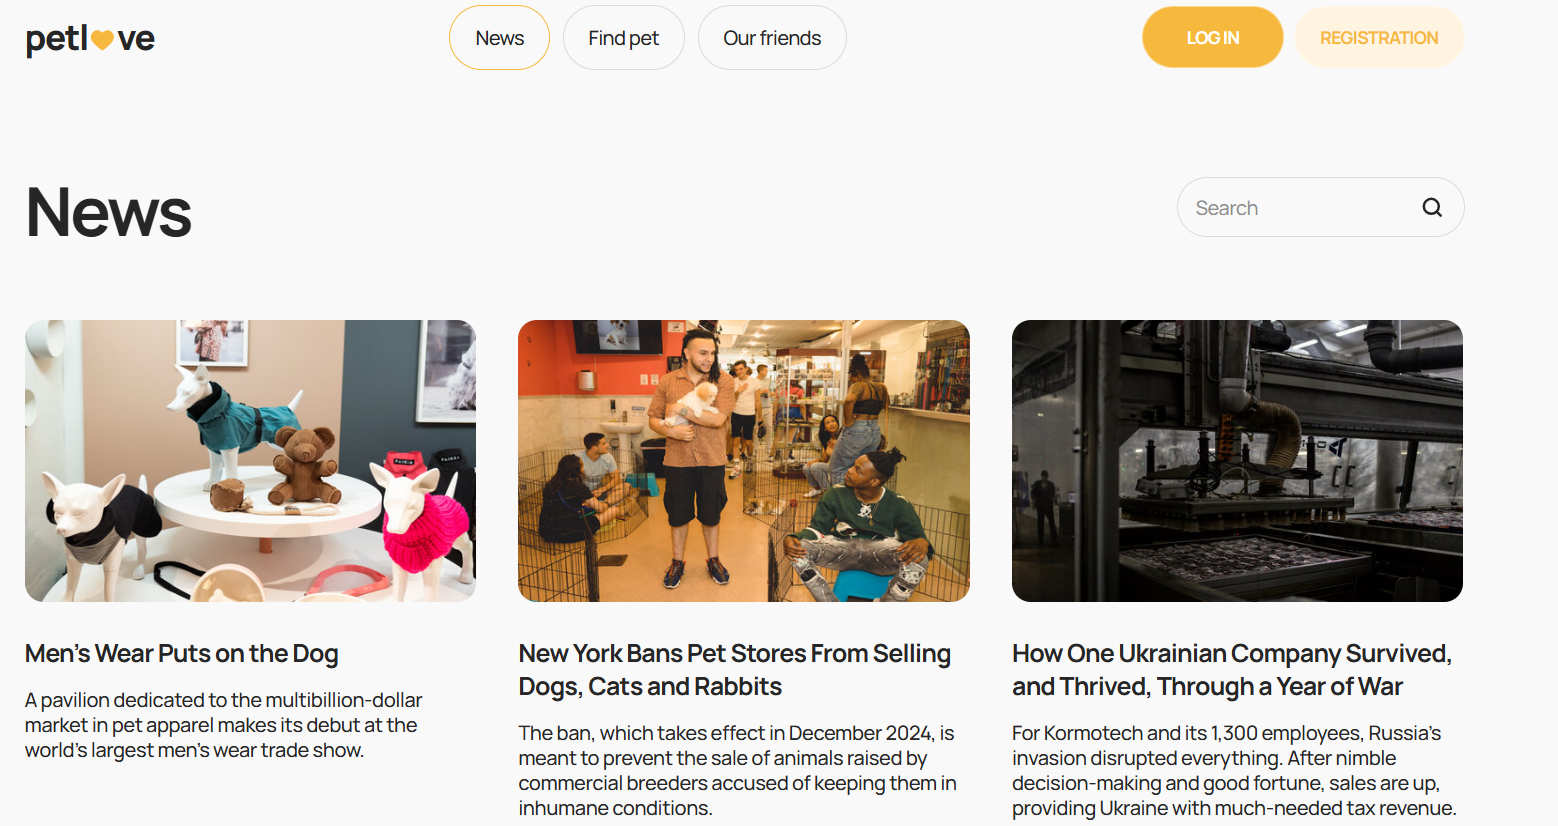 petlve
News
Find pet
Our friends
LOG IN
REGISTRATION
News
Search
Men’s Wear Puts on the Dog
A pavilion dedicated to the multibillion-dollar
market in pet apparel makes its debut at the
world’s largest men’s wear trade show.
New York Bans Pet Stores From Selling
Dogs, Cats and Rabbits
The ban, which takes effect in December 2024, is
meant to prevent the sale of animals raised by
commercial breeders accused of keeping them in
inhumane conditions.
How One Ukrainian Company Survived,
and Thrived, Through a Year of War
For Kormotech and its 1,300 employees, Russia’s
invasion disrupted everything. After nimble
decision-making and good fortune, sales are up,
providing Ukraine with much-needed tax revenue.